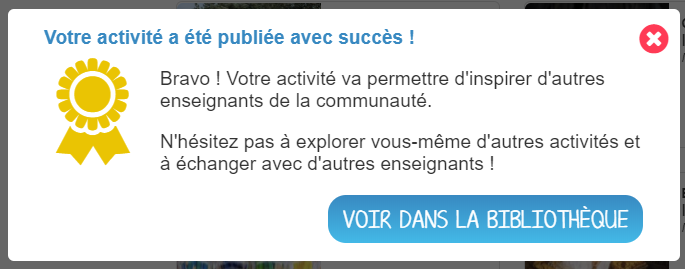 Votre activité a été publiée avec succès !
Bravo ! Votre activité va permettre d'inspirer d'autres
enseignants de la communauté.
N'hésitez pas à explorer vous-même d'autres activités et
à échanger avec d'autres enseignants !
VOIR DANS LA BIBLIOTHÈQUE